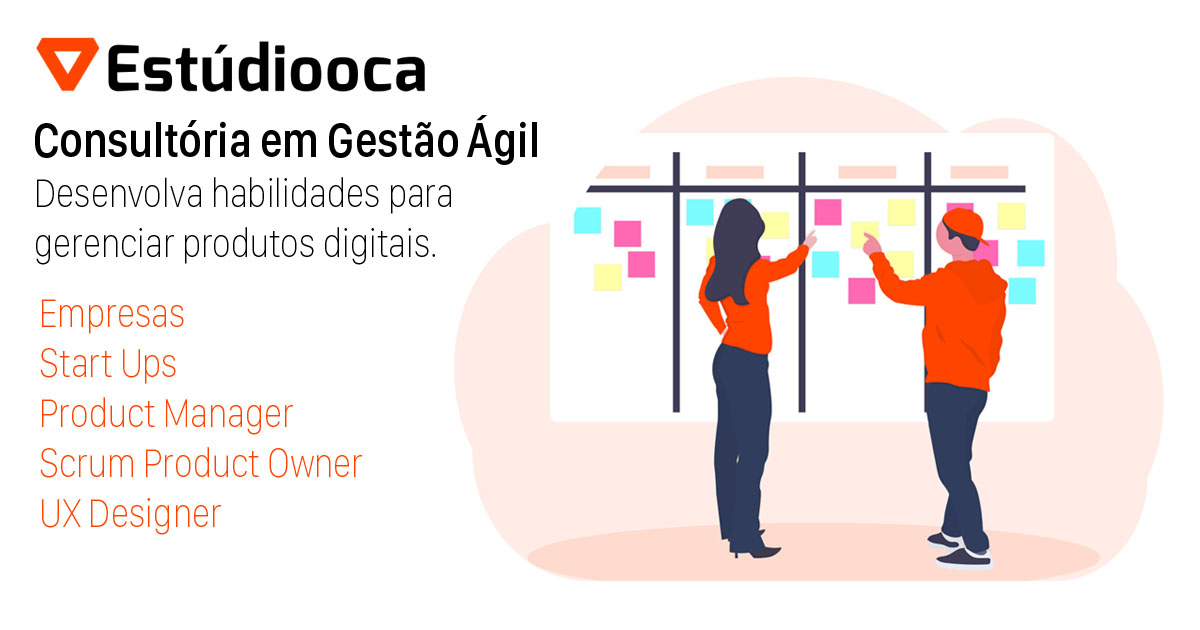 Estúdiooca
Consultória em Gestão Ágil
Desenvolva habilidades para
gerenciar produtos digitais.
Empresas
Start Ups
Product Manager
Scrum Product Owner
UX Designer